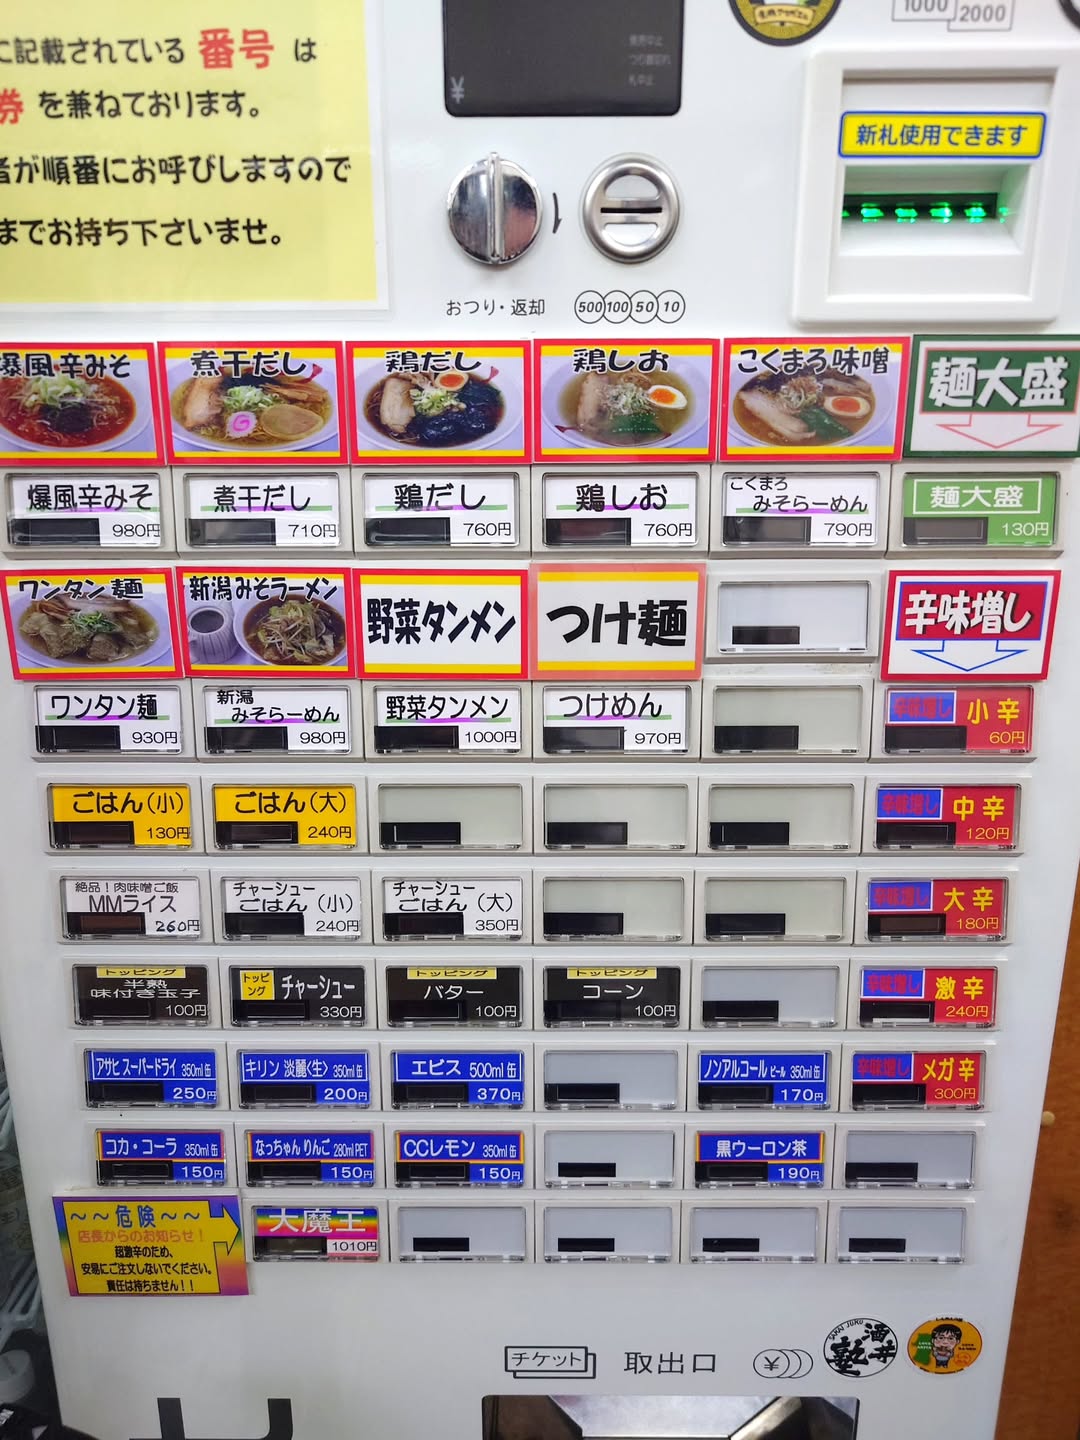 に記載されている 番号 は
券 を兼ねております。
者が順番にお呼びしますので
までお持ち下さいませ。
¥
つり銭切れ
札中止
1000
2000
新札使用できます
おつり・返却
500 100 50 10
爆風辛みそ
煮干だし
鶏だし
鶏しお
こくまろ味噌
麺大盛
爆風辛みそ
980円
煮干だし
710円
鶏だし
760円
鶏しお
760円
こくまろ
みそらーめん
790円
麺大盛
130円
ワンタン麺
新潟みそラーメン
野菜タンメン
つけ麺
辛味増し
ワンタン麺
930円
新潟
みそらーめん
980円
野菜タンメン
1000円
つけめん
970円
辛味増し 小辛
60円
ごはん(小)
130円
ごはん(大)
240円
辛味増し 中辛
120円
絶品!肉味噌ご飯
MMライス
260円
チャーシュー
ごはん(小)
240円
チャーシュー
ごはん(大)
350円
辛味増し 大辛
180円
トッピング
半熟
味付き玉子
100円
トッピング
チャーシュー
330円
トッピング
バター
100円
トッピング
コーン
100円
辛味増し 激辛
240円
アサヒ スーパードライ 350ml缶
250円
キリン 淡麗〈生〉 350ml缶
200円
エビス 500ml缶
370円
ノンアルコール ビール 350ml缶
170円
辛味増し メガ辛
300円
コカ・コーラ 350ml缶
150円
なっちゃん りんご 280ml PET
150円
CCレモン 350ml缶
150円
黒ウーロン茶
190円
~~危険~~
店長からのお知らせ!
超激辛のため、
安易にご注文しないでください。
責任は持ちません!!
大魔王
1010円
チケット 取出口 ¥
SAKAI JUKU
酒井